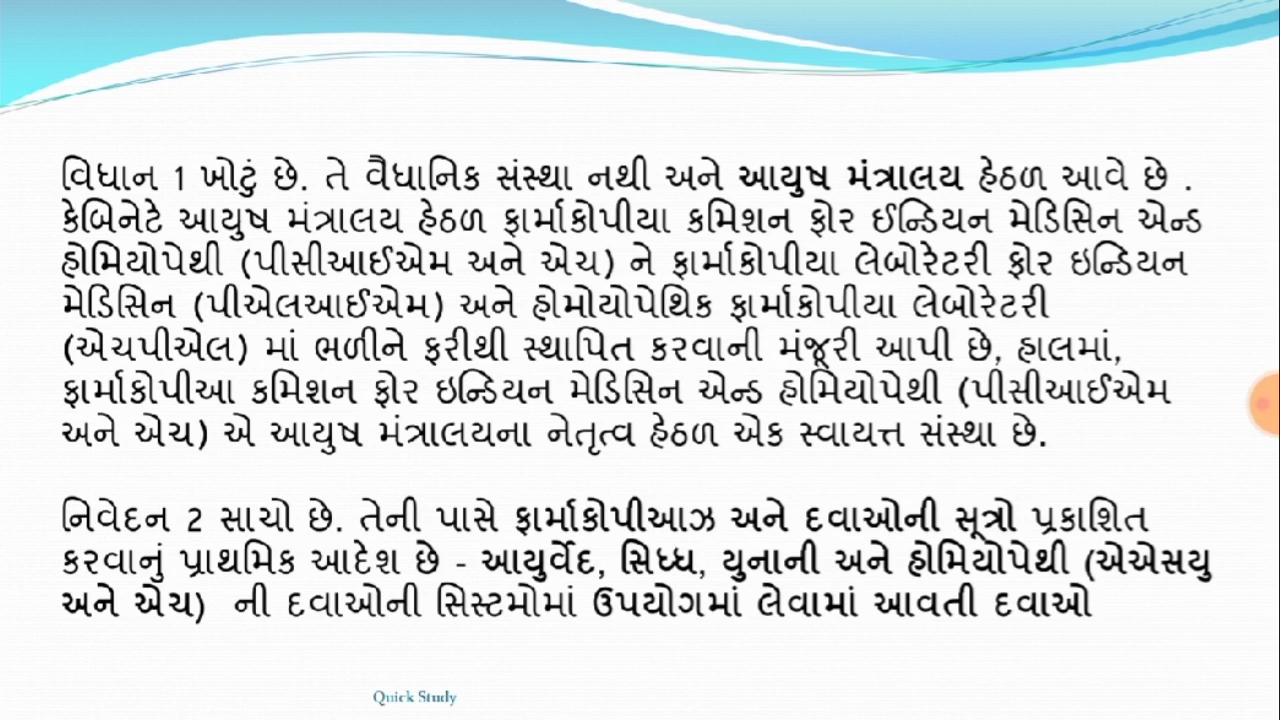 વિધાન 1 ખોટું છે. તે વૈધાનિક સંસ્થા નથી અને આયુષ મંત્રાલય હેઠળ આવે છે .
કેબિનેટે આયુષ મંત્રાલય હેઠળ ફાર્માકોપીયા કમિશન ફોર ઈન્ડિયન મેડિસિન એન્ડ
હોમિયોપેથી (પીસીઆઈએમ અને એચ) ને ફાર્માકોપીયા લેબોરેટરી ફોર ઇન્ડિયન
મેડિસિન (પીએલઆઈએમ) અને હોમોયોપેથિક ફાર્માકોપીયા લેબોરેટરી
(એચપીએલ) માં ભળીને ફરીથી સ્થાપિત કરવાની મંજૂરી આપી છે, હાલમાં,
ફાર્માકોપીઆ કમિશન ફોર ઇન્ડિયન મેડિસિન એન્ડ હોમિયોપેથી (પીસીઆઈએમ
અને એચ) એ આયુષ મંત્રાલયના નેતૃત્વ હેઠળ એક સ્વાયત્ત સંસ્થા છે.
નિવેદન 2 સાચો છે. તેની પાસે ફાર્માકોપીઆઝ અને દવાઓની સૂત્રો પ્રકાશિત
કરવાનું પ્રાથમિક આદેશ છે - આયુર્વેદ, સિધ્ધ, યુનાની અને હોમિયોપેથી (એએસયુ
અને એચ) ની દવાઓની સિસ્ટમોમાં ઉપયોગમાં લેવામાં આવતી દવાઓ
Quick Study